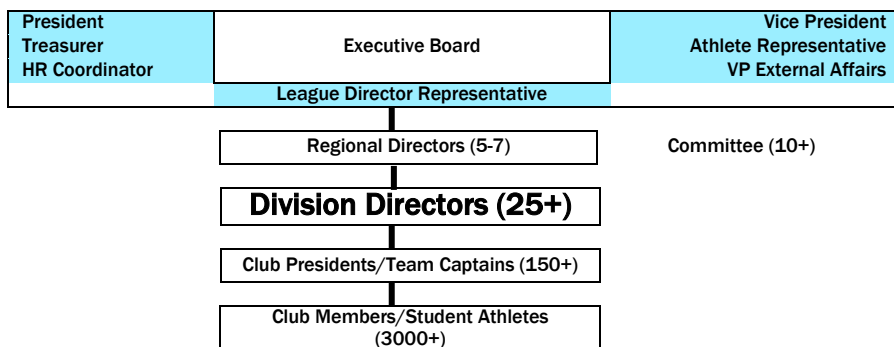 President
Treasurer
HR Coordinator
Executive Board
Vice President
Athlete Representative
VP External Affairs
League Director Representative
Regional Directors (5-7)
Committee (10+)
Division Directors (25+)
Club Presidents/Team Captains (150+)
Club Members/Student Athletes
(3000+)